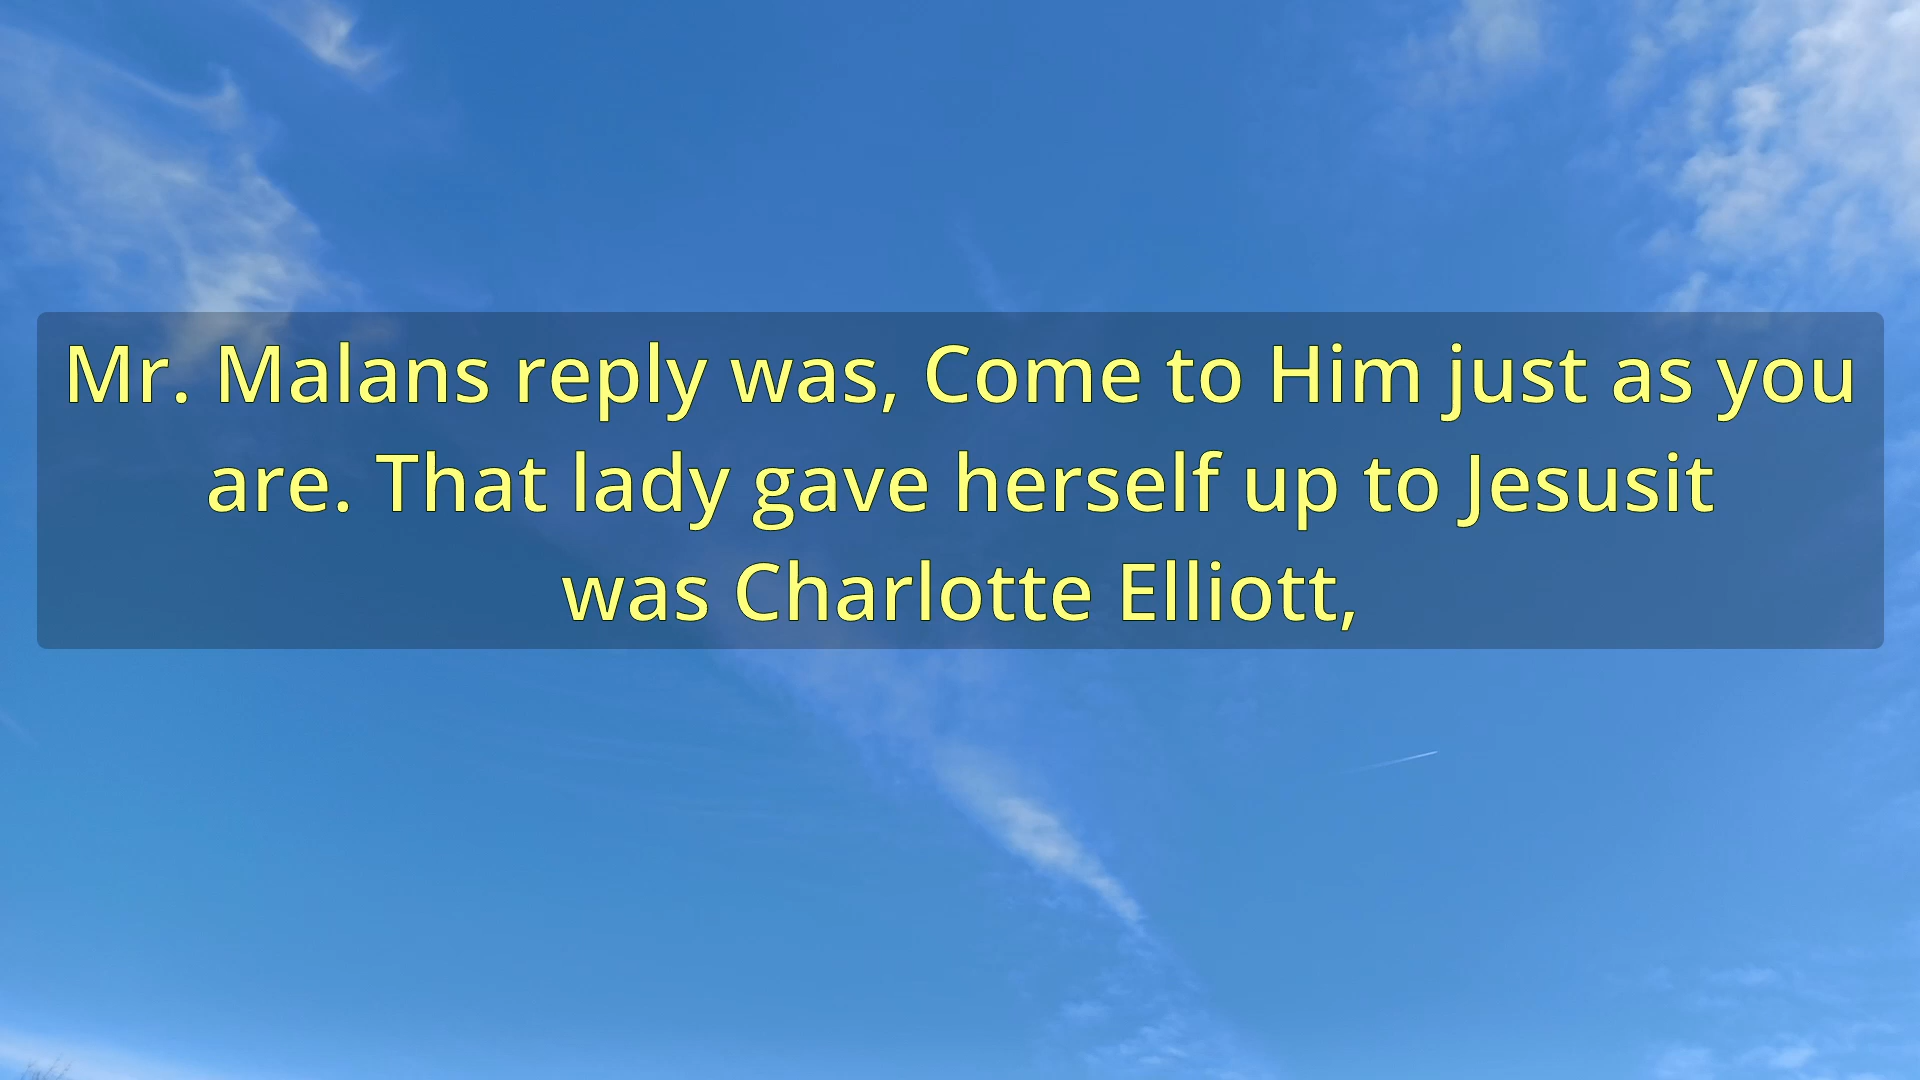 Mr. Malans reply was, Come to Him just as you
are. That lady gave herself up to Jesusit
was Charlotte Elliott,